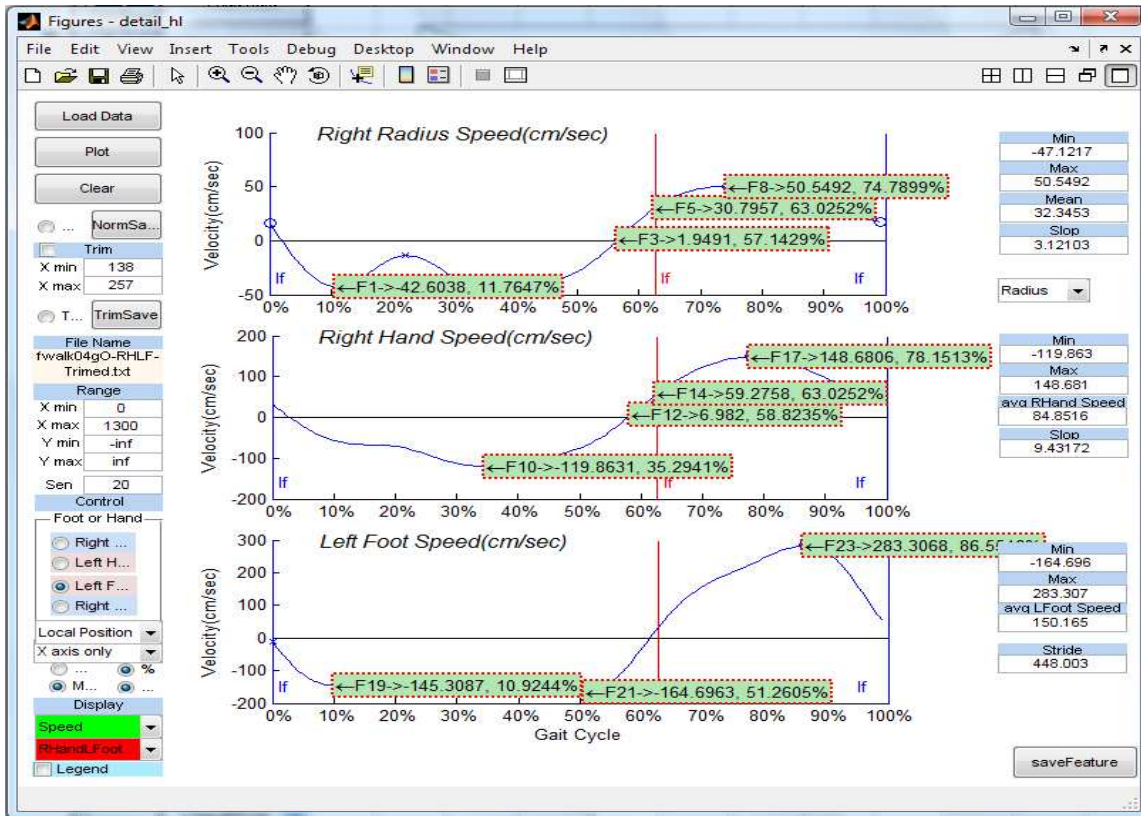 Figures - detail_hl
File Edit View Insert Tools Debug Desktop Window Help
Load Data
Plot
Clear
... NormSa...
Trim
X min 138
X max 257
T... TrimSave
File Name
fwalk04gO-RHLF-
Trimed.txt
Range
X min 0
X max 1300
Y min -inf
Y max inf
Sen 20
Control
Foot or Hand
Right ...
Left H...
Left F...
Right ...
Local Position
X axis only
... %
M... ...
Display
Speed
RHandLFoot
Legend
Right Radius Speed(cm/sec)
Velocity(cm/sec)
100
50
0
-50
←F8->50.5492, 74.7899%
←F5->30.7957, 63.0252%
←F3->1.9491, 57.1429%
←F1->-42.6038, 11.7647%
lf lf lf
0% 10% 20% 30% 40% 50% 60% 70% 80% 90% 100%
Right Hand Speed(cm/sec)
Velocity(cm/sec)
200
100
0
-100
-200
←F17->148.6806, 78.1513%
←F14->59.2758, 63.0252%
←F12->6.982, 58.8235%
←F10->-119.8631, 35.2941%
lf lf lf
0% 10% 20% 30% 40% 50% 60% 70% 80% 90% 100%
Left Foot Speed(cm/sec)
Velocity(cm/sec)
300
200
100
0
-100
-200
←F23->283.3068,
←F19->-145.3087, 10.9244%
←F21->-164.6963, 51.2605%
lf lf
0% 10% 20% 30% 40% 50% 60% 70% 80% 90% 100%
Gait Cycle
Min
-47.1217
Max
50.5492
Mean
32.3453
Slop
3.12103
Radius
Min
-119.863
Max
148.681
avg RHand Speed
84.8516
Slop
9.43172
Min
-164.696
Max
283.307
avg LFoot Speed
150.165
Stride
448.003
saveFeature